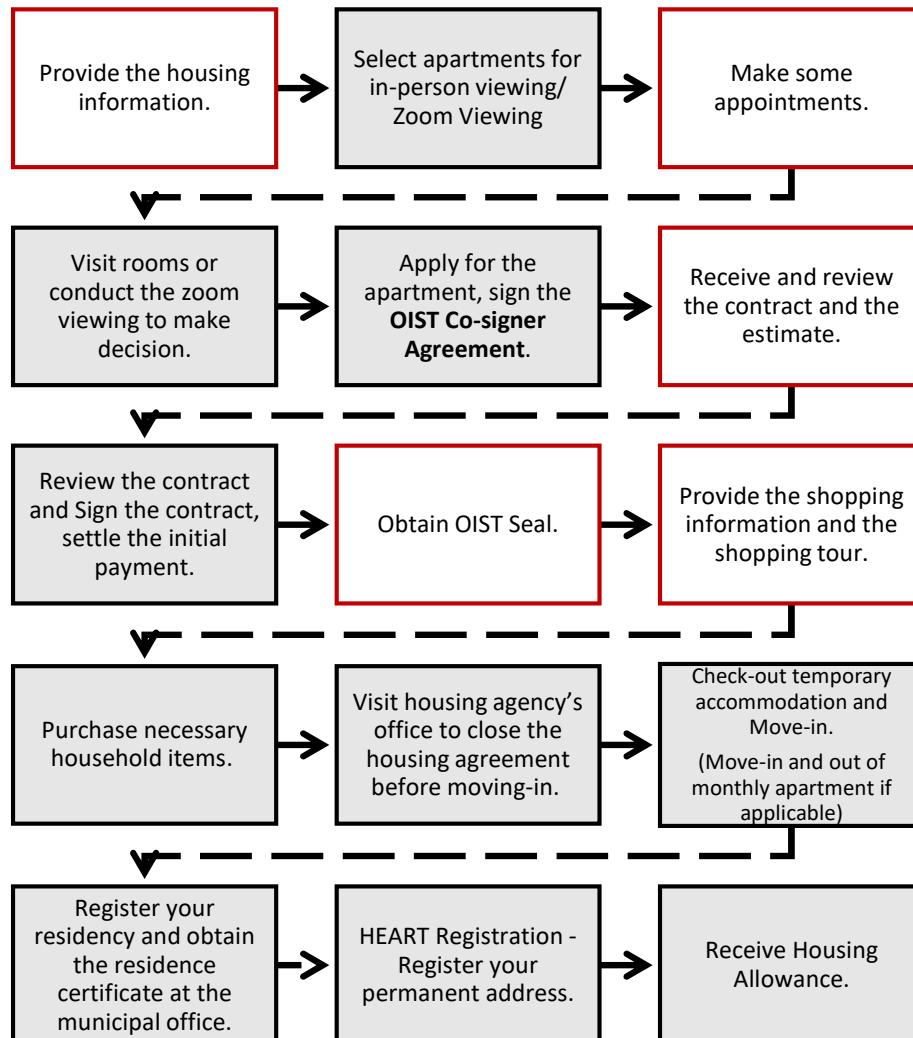 Provide the housing
information.
Select apartments for
in-person viewing/
Zoom Viewing
Make some
appointments.
Visit rooms or
conduct the zoom
viewing to make
decision.
Apply for the
apartment, sign the
OIST Co-signer
Agreement.
Receive and review
the contract and the
estimate.
Review the contract
and Sign the contract,
settle the initial
payment.
Obtain OIST Seal.
Provide the shopping
information and the
shopping tour.
Purchase necessary
household items.
Visit housing agency's
office to close the
housing agreement
before moving-in.
Check-out temporary
accommodation and
Move-in.
(Move-in and out of
monthly apartment if
applicable)
Register your
residency and obtain
the residence
certificate at the
municipal office.
HEART Registration -
Register your
permanent address.
Receive Housing
Allowance.